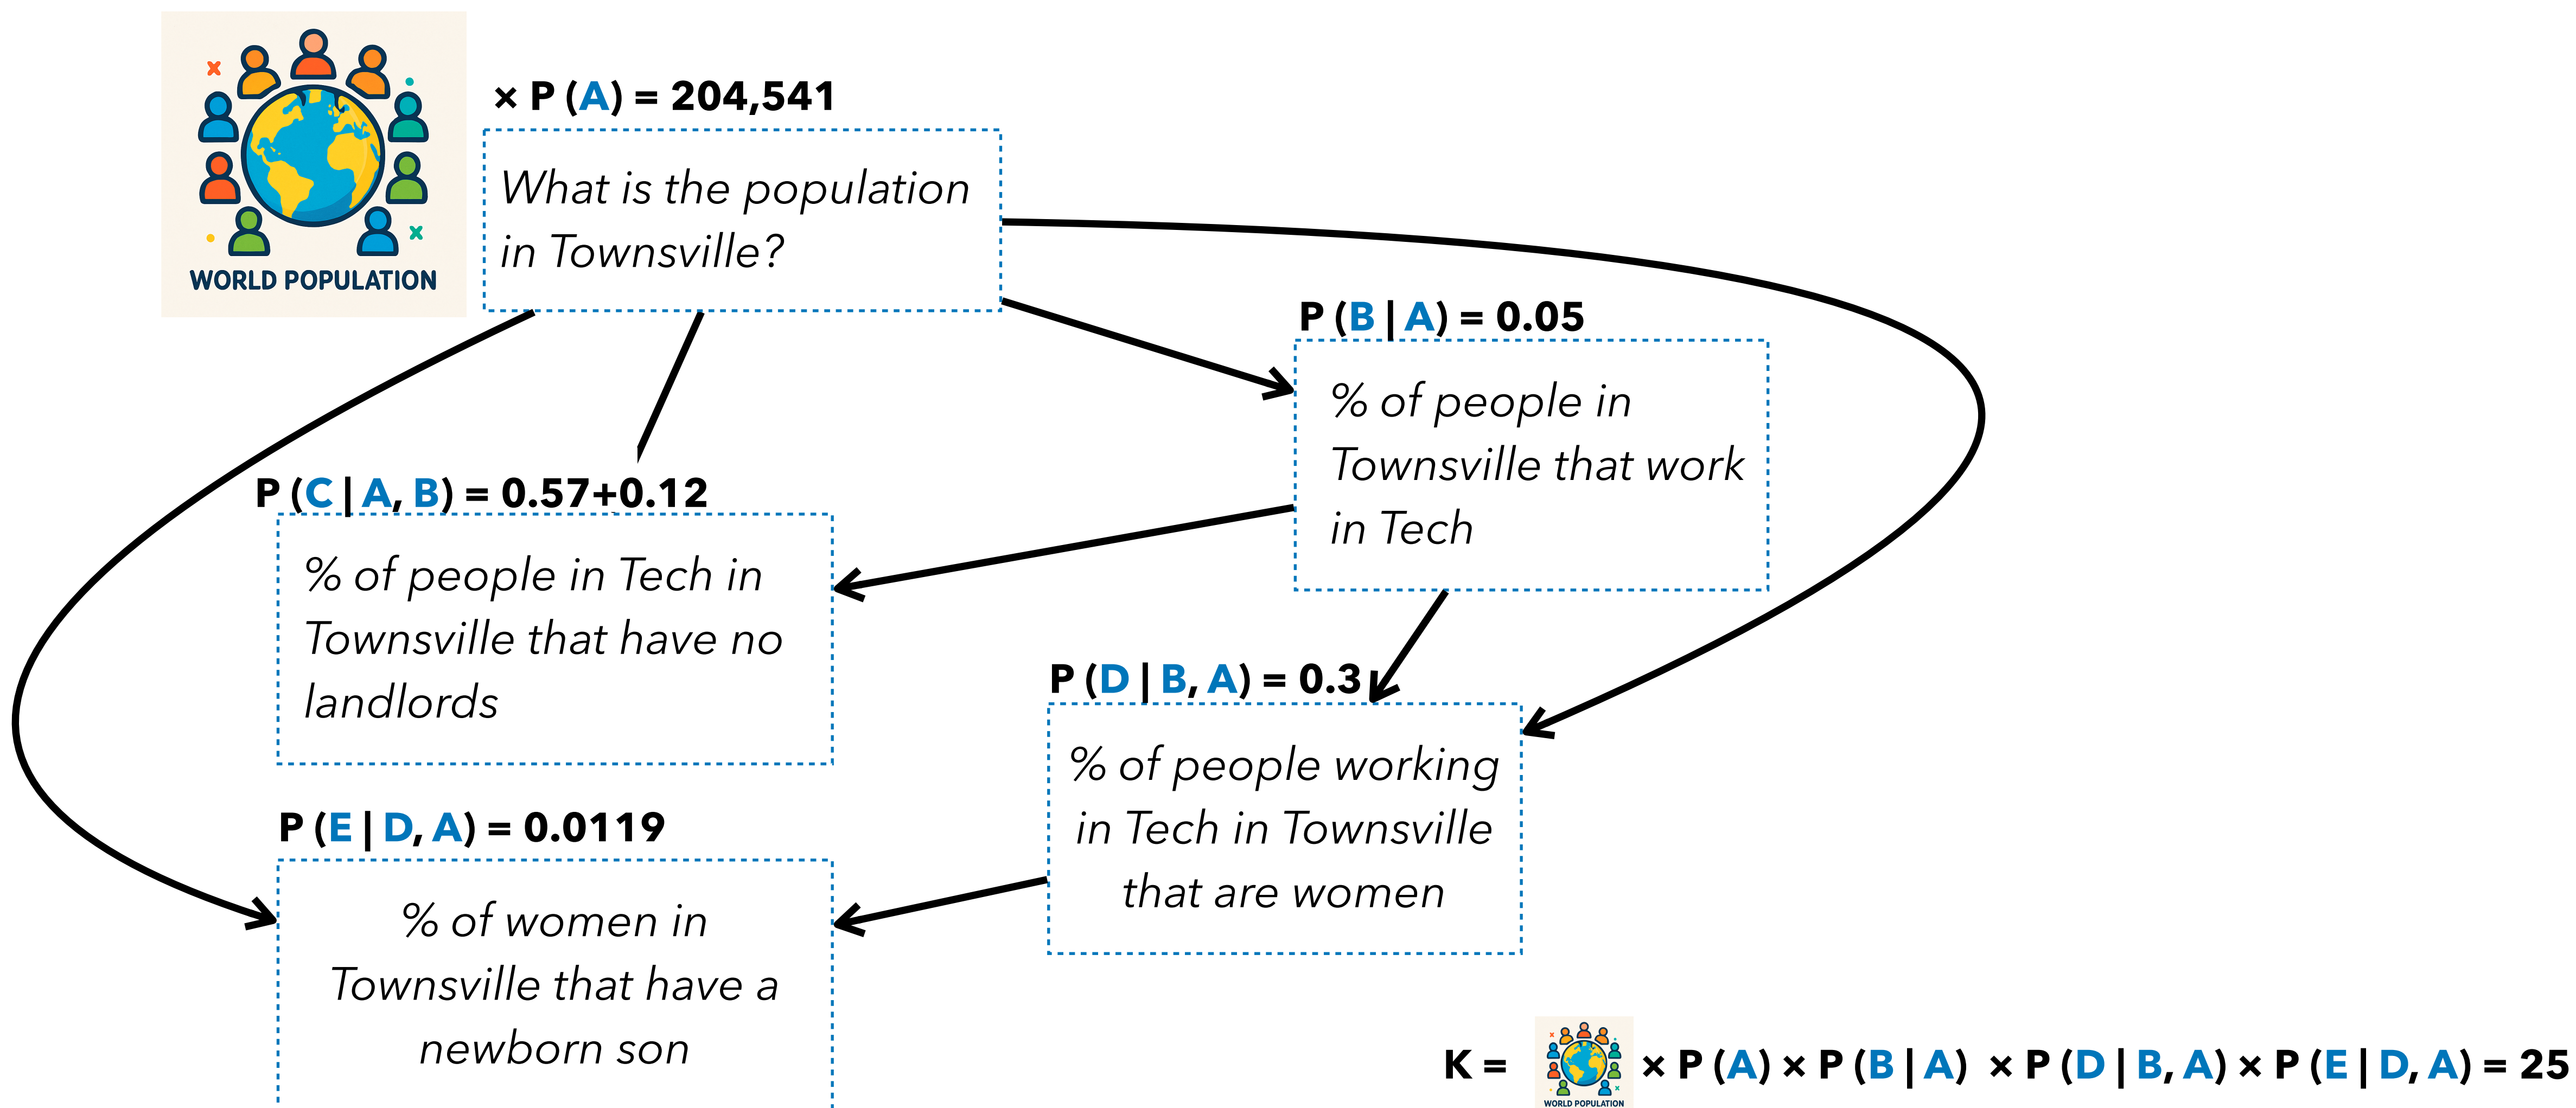 WORLD POPULATION
× P (A) = 204,541
What is the population
in Townsville?
P (B | A) = 0.05
% of people in
Townsville that work
in Tech
P (C | A, B) = 0.57+0.12
% of people in Tech in
Townsville that have no
landlords
P (D | B, A) = 0.3
% of people working
in Tech in Townsville
that are women
P (E | D, A) = 0.0119
% of women in
Townsville that have a
newborn son
K = WORLD POPULATION × P (A) × P (B | A) × P (D | B, A) × P (E | D, A) = 25